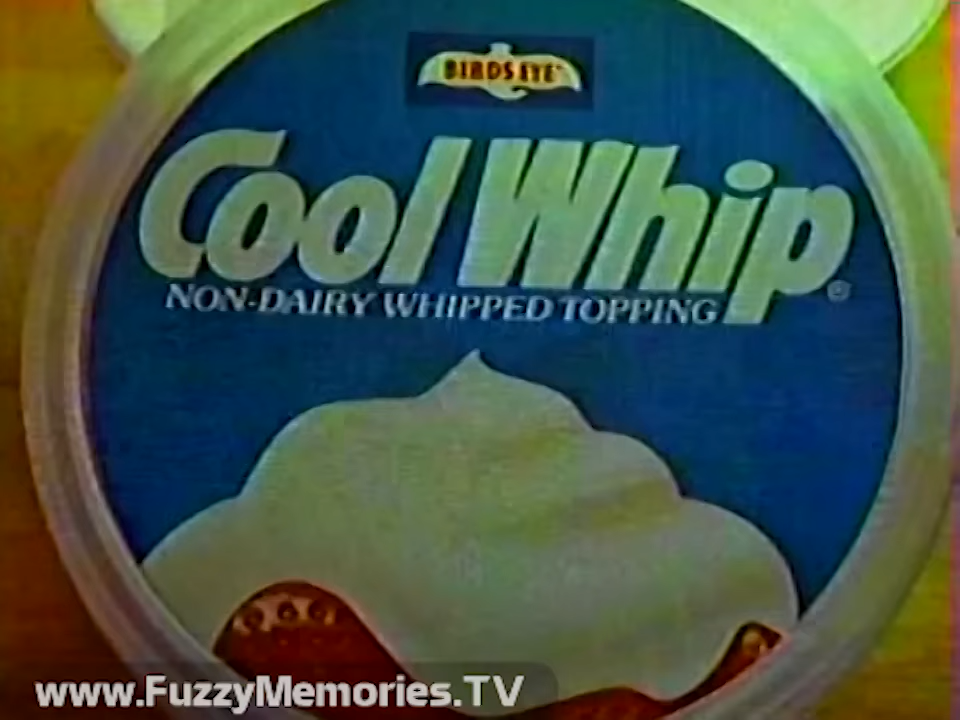 BIRDS EYE
Cool Whip®
NON-DAIRY WHIPPED TOPPING
www.FuzzyMemories.TV